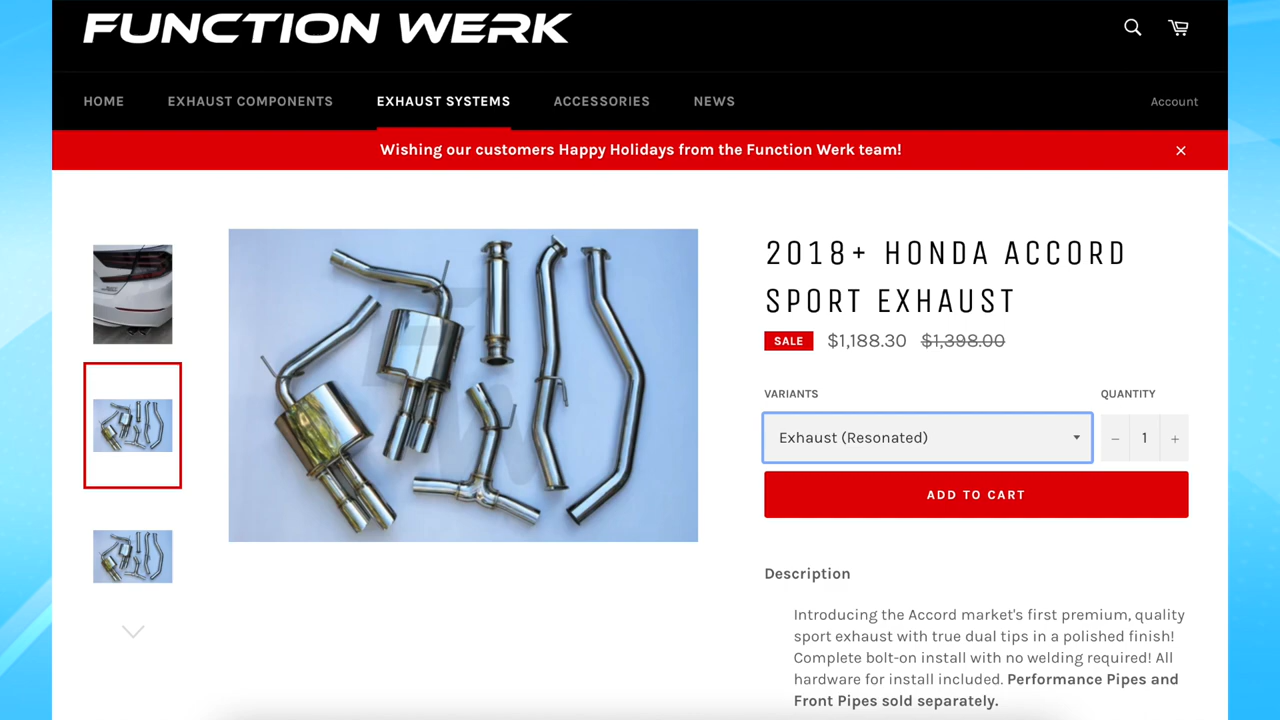 FUNCTION WERK
HOME EXHAUST COMPONENTS EXHAUST SYSTEMS ACCESSORIES NEWS Account
Wishing our customers Happy Holidays from the Function Werk team!
2018+ HONDA ACCORD
SPORT EXHAUST
SALE $1,188.30 $1,398.00
VARIANTS QUANTITY
Exhaust (Resonated) − 1 +
ADD TO CART
Description
Introducing the Accord market's first premium, quality
sport exhaust with true dual tips in a polished finish!
Complete bolt-on install with no welding required! All
hardware for install included. Performance Pipes and
Front Pipes sold separately.